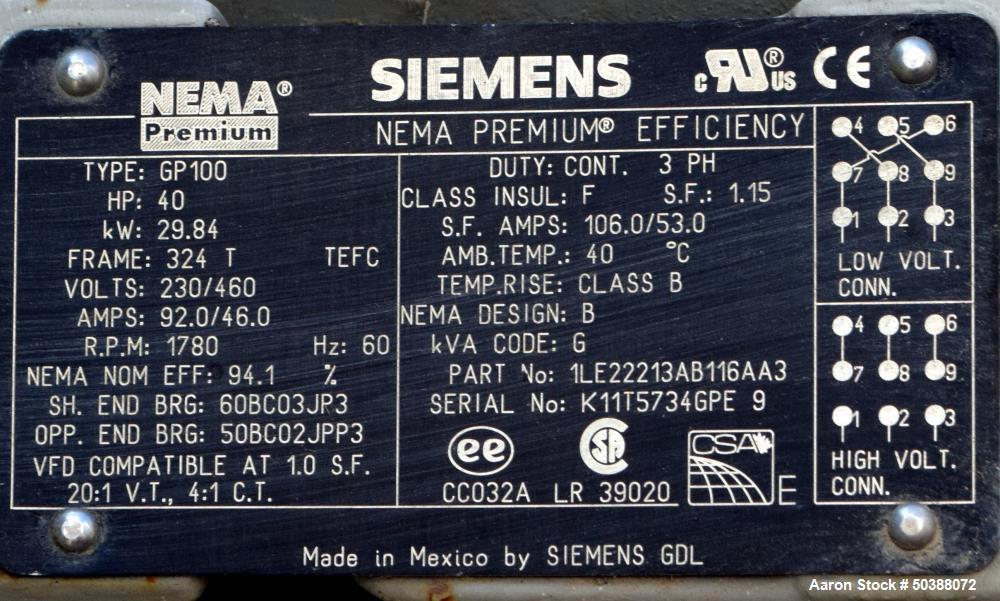 NEMA® Premium
SIEMENS
c RU® US CE
NEMA PREMIUM® EFFICIENCY
TYPE: GP100
HP: 40
kW: 29.84
FRAME: 324 T TEFC
VOLTS: 230/460
AMPS: 92.0/46.0
R.P.M: 1780 Hz: 60
NEMA NOM EFF: 94.1 %
SH. END BRG: 60BC03JP3
OPP. END BRG: 50BC02JPP3
VFD COMPATIBLE AT 1.0 S.F.
20:1 V.T., 4:1 C.T.
DUTY: CONT. 3 PH
CLASS INSUL: F S.F.: 1.15
S.F. AMPS: 106.0/53.0
AMB.TEMP.: 40 °C
TEMP.RISE: CLASS B
NEMA DESIGN: B
kVA CODE: G
PART No: 1LE22213AB116AA3
SERIAL No: K11T5734GPE 9
ee SA CSA
CC032A LR 39020 E
4 5 6
7 8 9
1 2 3
LOW VOLT.
CONN.
4 5 6
7 8 9
1 2 3
HIGH VOLT.
CONN.
Made in Mexico by SIEMENS GDL
Aaron Stock # 50388072